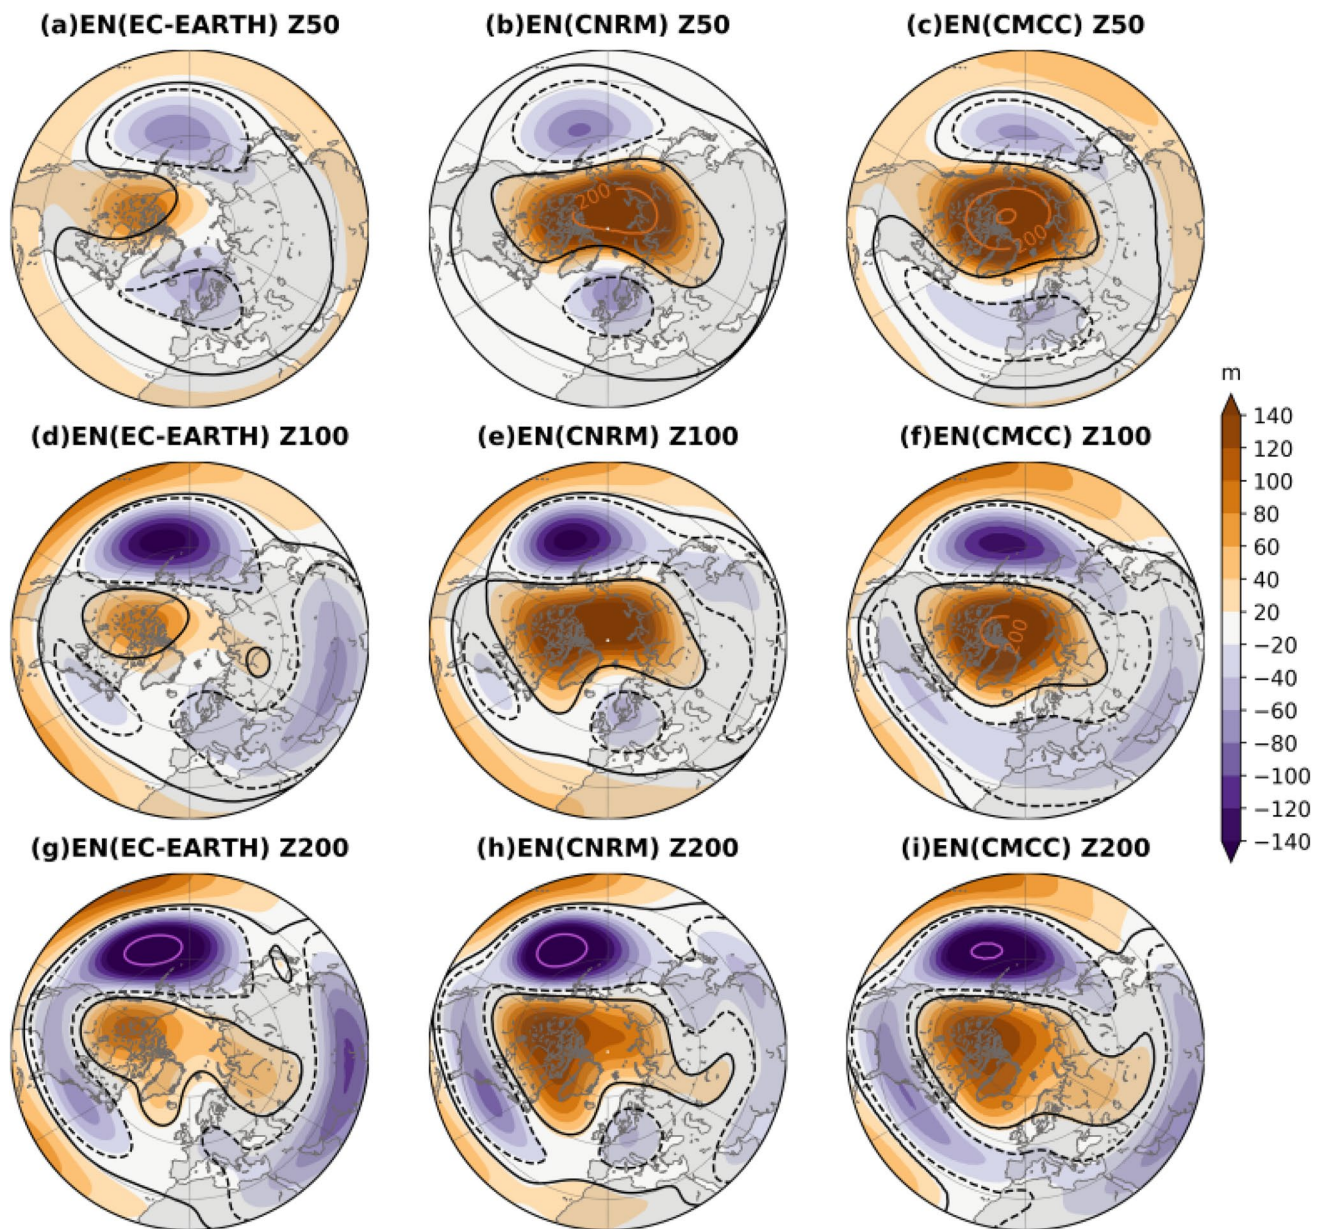 (a)EN(EC-EARTH) Z50
(b)EN(CNRM) Z50
(c)EN(CMCC) Z50
200
200
m
(d)EN(EC-EARTH) Z100
(e)EN(CNRM) Z100
(f)EN(CMCC) Z100
200
140
120
100
80
60
40
20
−20
−40
−60
−80
−100
−120
−140
(g)EN(EC-EARTH) Z200
(h)EN(CNRM) Z200
(i)EN(CMCC) Z200